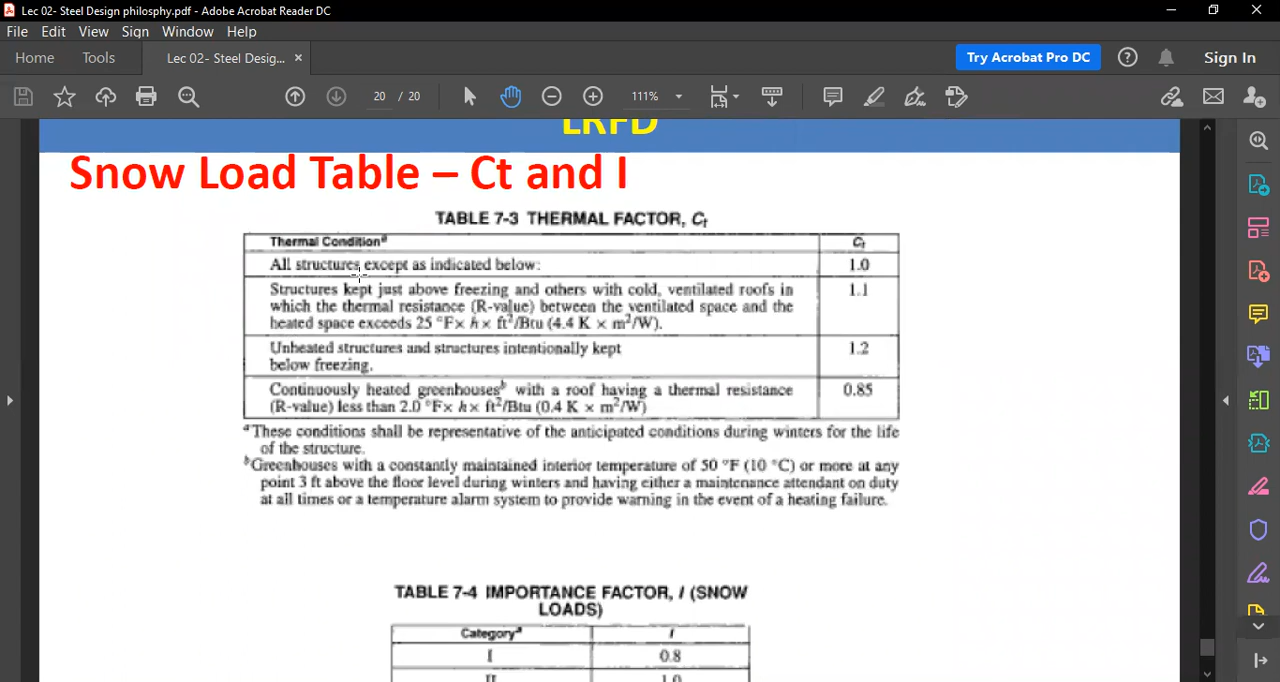 Lec 02- Steel Design philosphy.pdf - Adobe Acrobat Reader DC
File Edit View Sign Window Help
Home Tools Lec 02- Steel Desig... × Try Acrobat Pro DC Sign In
20 / 20 111%
LRFD
Snow Load Table – Ct and I
TABLE 7-3 THERMAL FACTOR, Ct
Thermal Conditionª Ct
All structures except as indicated below: 1.0
Structures kept just above freezing and others with cold, ventilated roofs in 1.1
which the thermal resistance (R-value) between the ventilated space and the
heated space exceeds 25 °F× h × ft²/Btu (4.4 K × m²/W).
Unheated structures and structures intentionally kept 1.2
below freezing.
Continuously heated greenhousesᵇ with a roof having a thermal resistance 0.85
(R-value) less than 2.0 °F× h × ft²/Btu (0.4 K × m²/W)
ªThese conditions shall be representative of the anticipated conditions during winters for the life
of the structure.
ᵇGreenhouses with a constantly maintained interior temperature of 50 °F (10 °C) or more at any
point 3 ft above the floor level during winters and having either a maintenance attendant on duty
at all times or a temperature alarm system to provide warning in the event of a heating failure.
TABLE 7-4 IMPORTANCE FACTOR, I (SNOW
LOADS)
Categoryª I
I 0.8
II 1.0